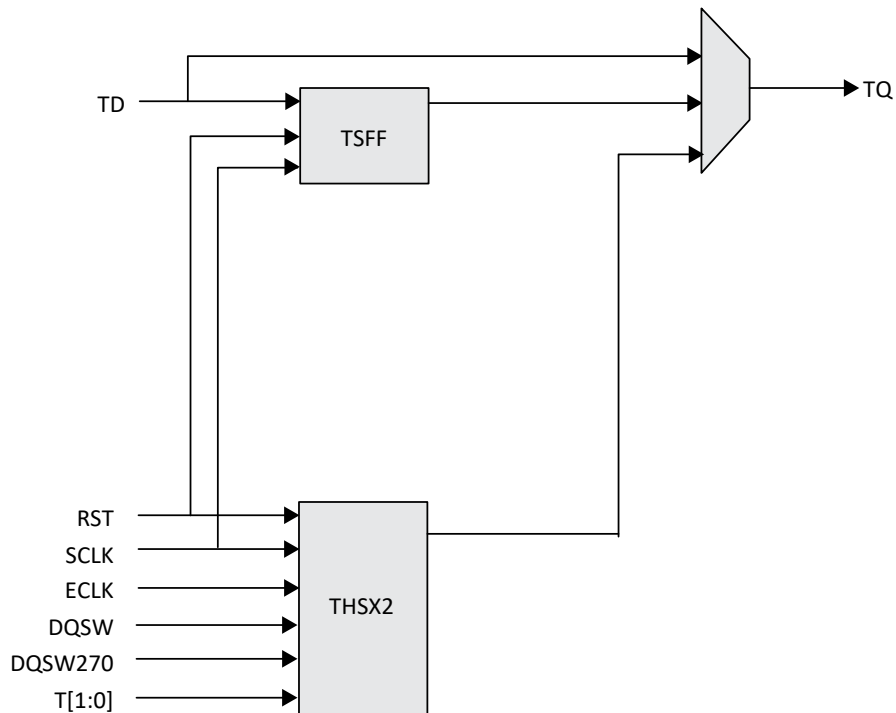 TD
TSFF
TQ
RST
SCLK
ECLK
DQSW
DQSW270
T[1:0]
THSX2